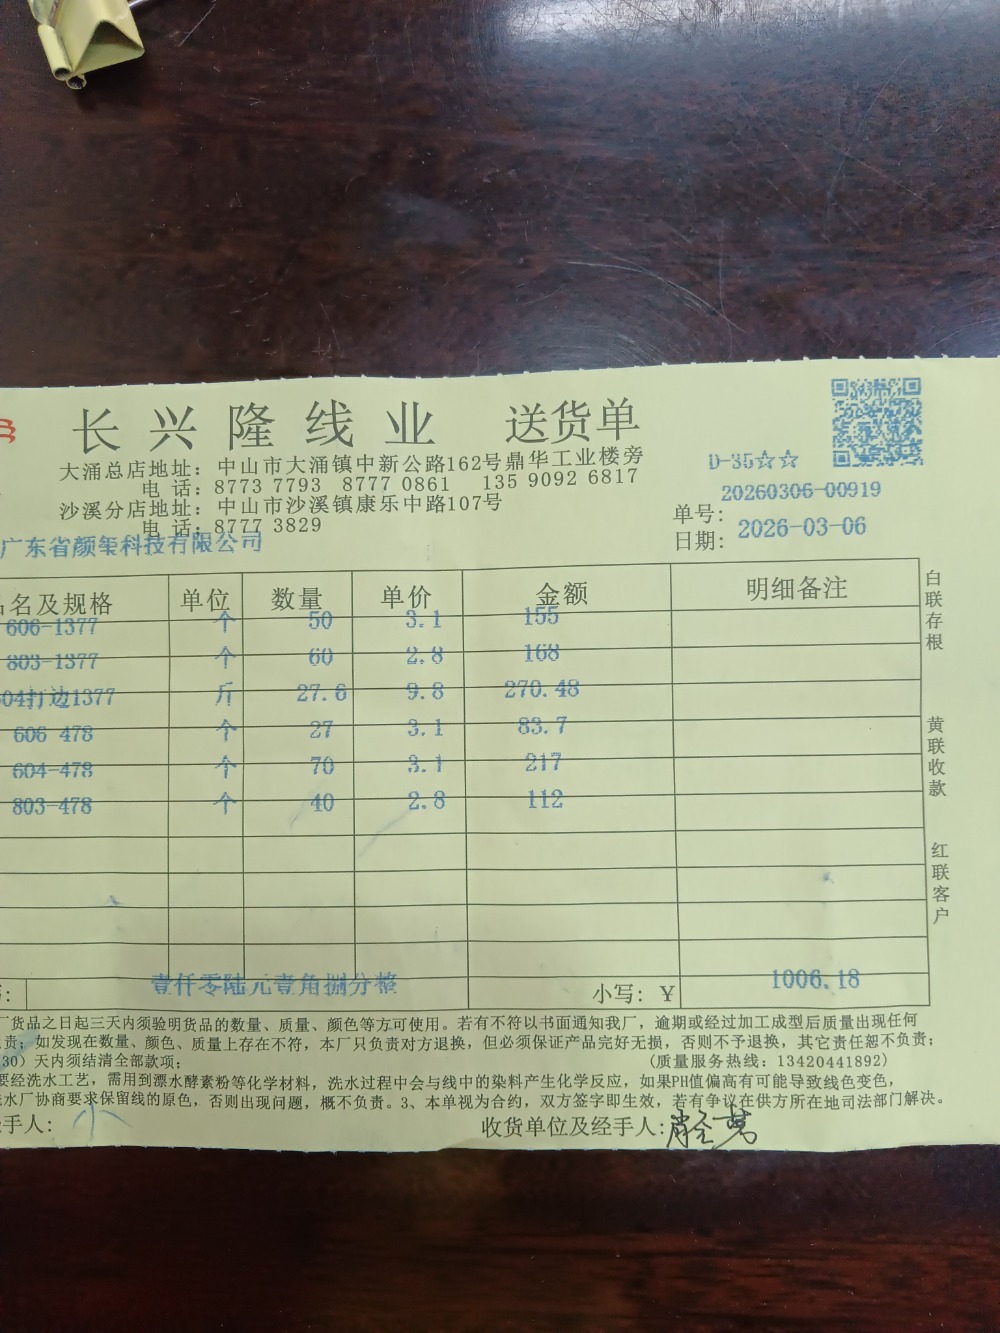 长兴隆线业 送货单
大涌总店地址：中山市大涌镇中新公路162号鼎华工业楼旁
电 话：8773 7793 8777 0861 135 9092 6817
D-35☆☆
沙溪分店地址：中山市沙溪镇康乐中路107号
20260306-00919
单号：
电 话：8777 3829
日期：2026-03-06
广东省颜玺科技有限公司
名及规格 单位 数量 单价 金额 明细备注
606-1377 个 50 3.1 155
803-1377 个 60 2.8 168
04打边1377 斤 27.6 9.8 270.48
606 478 个 27 3.1 83.7
604-478 个 70 3.1 217
803-478 个 40 2.8 112
壹仟零陆元壹角捌分整 小写：￥ 1006.18
白联存根
黄联收款
红联客户
货品之日起三天内须验明货品的数量、质量、颜色等方可使用。若有不符以书面通知我厂，逾期或经过加工成型后质量出现任何
责；如发现在数量、颜色、质量上存在不符，本厂只负责对方退换，但必须保证产品完好无损，否则不予退换，其它责任恕不负责；
30）天内须结清全部款项； （质量服务热线：13420441892）
要经洗水工艺，需用到漂水酵素粉等化学材料，洗水过程中会与线中的染料产生化学反应，如果PH值偏高有可能导致线色变色，
水厂协商要求保留线的原色，否则出现问题，概不负责。3、本单视为合约，双方签字即生效，若有争议在供方所在地司法部门解决。
手人： 收货单位及经手人：